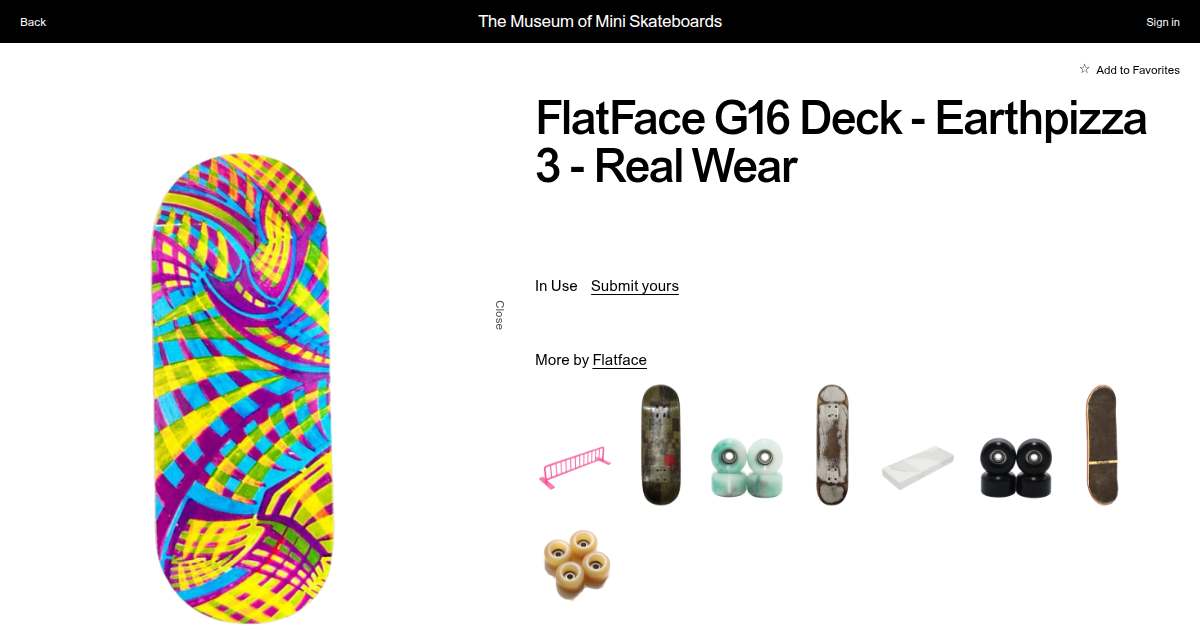 Back
The Museum of Mini Skateboards
Sign in
☆ Add to Favorites
FlatFace G16 Deck - Earthpizza
3 - Real Wear
In Use Submit yours
Close
More by Flatface